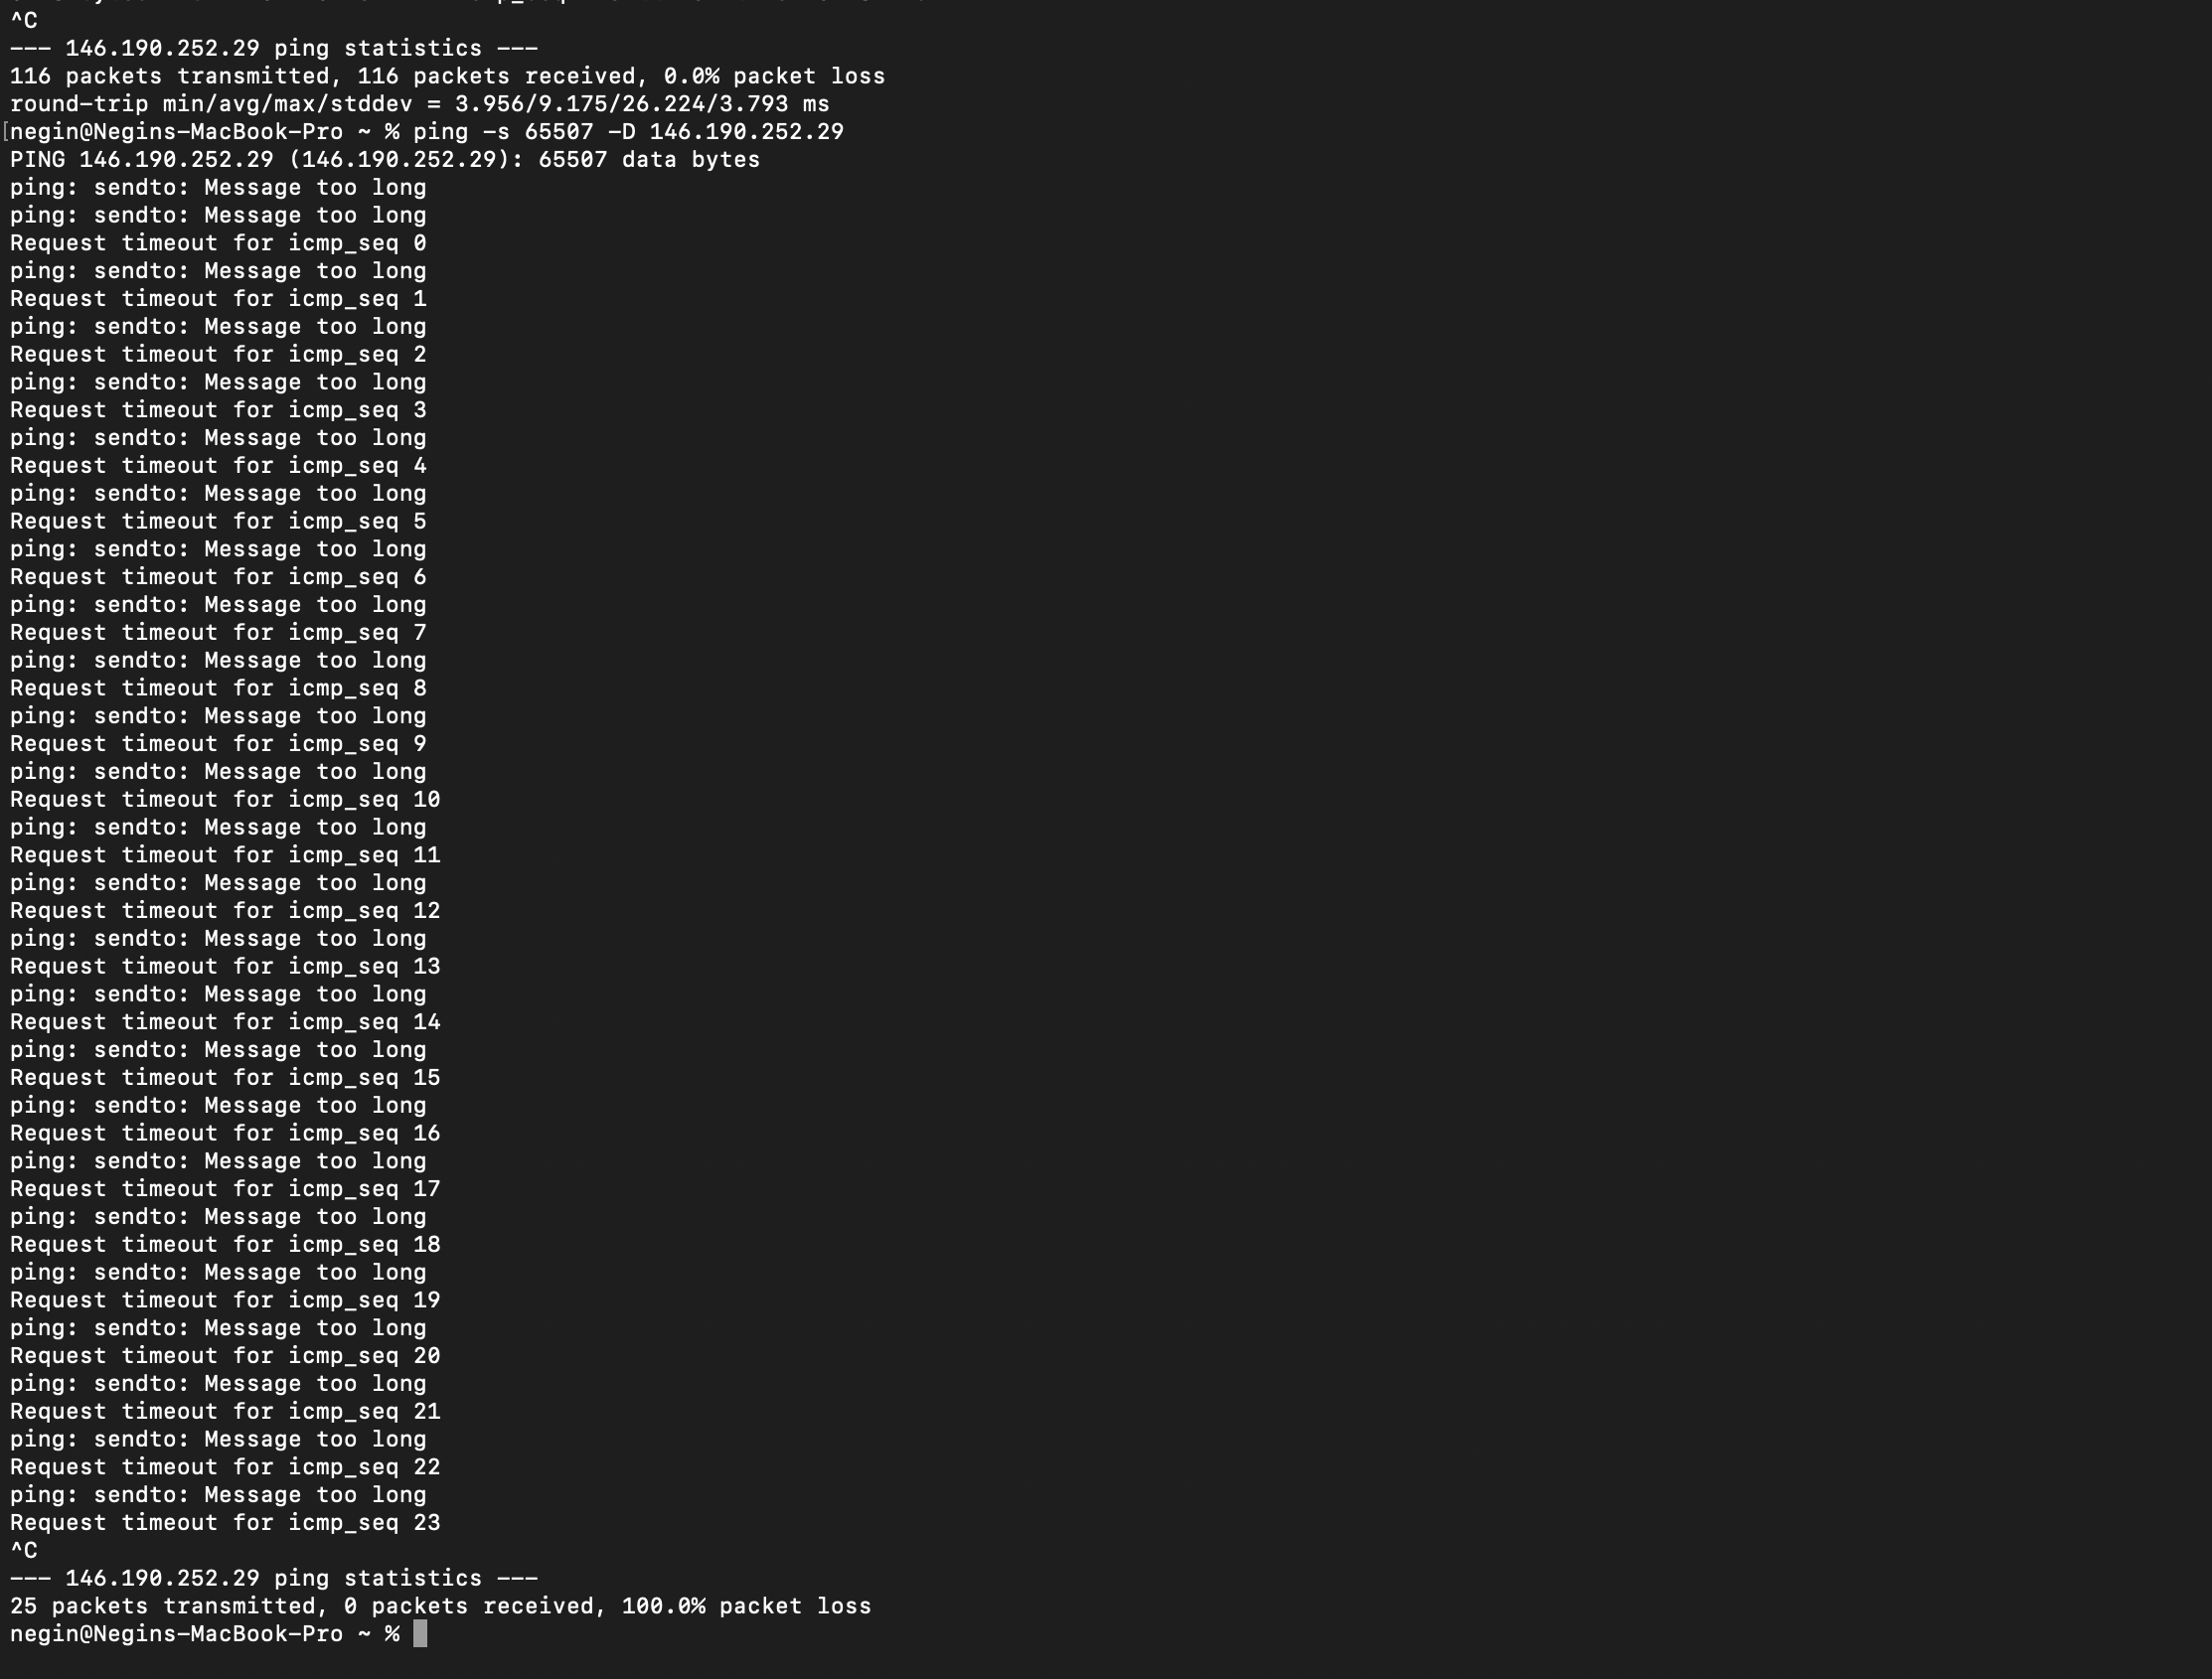 ^C
--- 146.190.252.29 ping statistics ---
116 packets transmitted, 116 packets received, 0.0% packet loss
round-trip min/avg/max/stddev = 3.956/9.175/26.224/3.793 ms
[negin@Negins-MacBook-Pro ~ % ping -s 65507 -D 146.190.252.29
PING 146.190.252.29 (146.190.252.29): 65507 data bytes
ping: sendto: Message too long
ping: sendto: Message too long
Request timeout for icmp_seq 0
ping: sendto: Message too long
Request timeout for icmp_seq 1
ping: sendto: Message too long
Request timeout for icmp_seq 2
ping: sendto: Message too long
Request timeout for icmp_seq 3
ping: sendto: Message too long
Request timeout for icmp_seq 4
ping: sendto: Message too long
Request timeout for icmp_seq 5
ping: sendto: Message too long
Request timeout for icmp_seq 6
ping: sendto: Message too long
Request timeout for icmp_seq 7
ping: sendto: Message too long
Request timeout for icmp_seq 8
ping: sendto: Message too long
Request timeout for icmp_seq 9
ping: sendto: Message too long
Request timeout for icmp_seq 10
ping: sendto: Message too long
Request timeout for icmp_seq 11
ping: sendto: Message too long
Request timeout for icmp_seq 12
ping: sendto: Message too long
Request timeout for icmp_seq 13
ping: sendto: Message too long
Request timeout for icmp_seq 14
ping: sendto: Message too long
Request timeout for icmp_seq 15
ping: sendto: Message too long
Request timeout for icmp_seq 16
ping: sendto: Message too long
Request timeout for icmp_seq 17
ping: sendto: Message too long
Request timeout for icmp_seq 18
ping: sendto: Message too long
Request timeout for icmp_seq 19
ping: sendto: Message too long
Request timeout for icmp_seq 20
ping: sendto: Message too long
Request timeout for icmp_seq 21
ping: sendto: Message too long
Request timeout for icmp_seq 22
ping: sendto: Message too long
Request timeout for icmp_seq 23
^C
--- 146.190.252.29 ping statistics ---
25 packets transmitted, 0 packets received, 100.0% packet loss
negin@Negins-MacBook-Pro ~ %